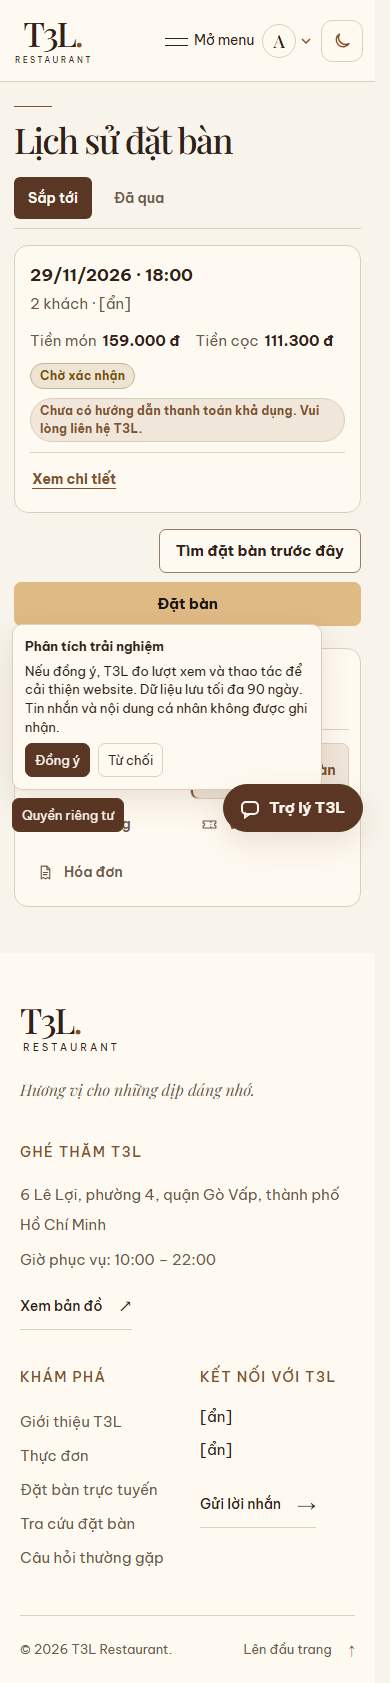 T3L.
RESTAURANT
Mở menu
A
Lịch sử đặt bàn
Sắp tới
Đã qua
29/11/2026 · 18:00
2 khách · [ẩn]
Tiền món 159.000 đ Tiền cọc 111.300 đ
Chờ xác nhận
Chưa có hướng dẫn thanh toán khả dụng. Vui
lòng liên hệ T3L.
Xem chi tiết
Tìm đặt bàn trước đây
Đặt bàn
Phân tích trải nghiệm
Nếu đồng ý, T3L đo lượt xem và thao tác để
cải thiện website. Dữ liệu lưu tối đa 90 ngày.
Tin nhắn và nội dung cá nhân không được ghi
nhận.
Đồng ý
Từ chối
Trợ lý T3L
Quyền riêng tư
Hóa đơn
T3L.
RESTAURANT
Hương vị cho những dịp đáng nhớ.
GHÉ THĂM T3L
6 Lê Lợi, phường 4, quận Gò Vấp, thành phố
Hồ Chí Minh
Giờ phục vụ: 10:00 – 22:00
Xem bản đồ ↗
KHÁM PHÁ
Giới thiệu T3L
Thực đơn
Đặt bàn trực tuyến
Tra cứu đặt bàn
Câu hỏi thường gặp
KẾT NỐI VỚI T3L
[ẩn]
[ẩn]
Gửi lời nhắn →
© 2026 T3L Restaurant.
Lên đầu trang ↑